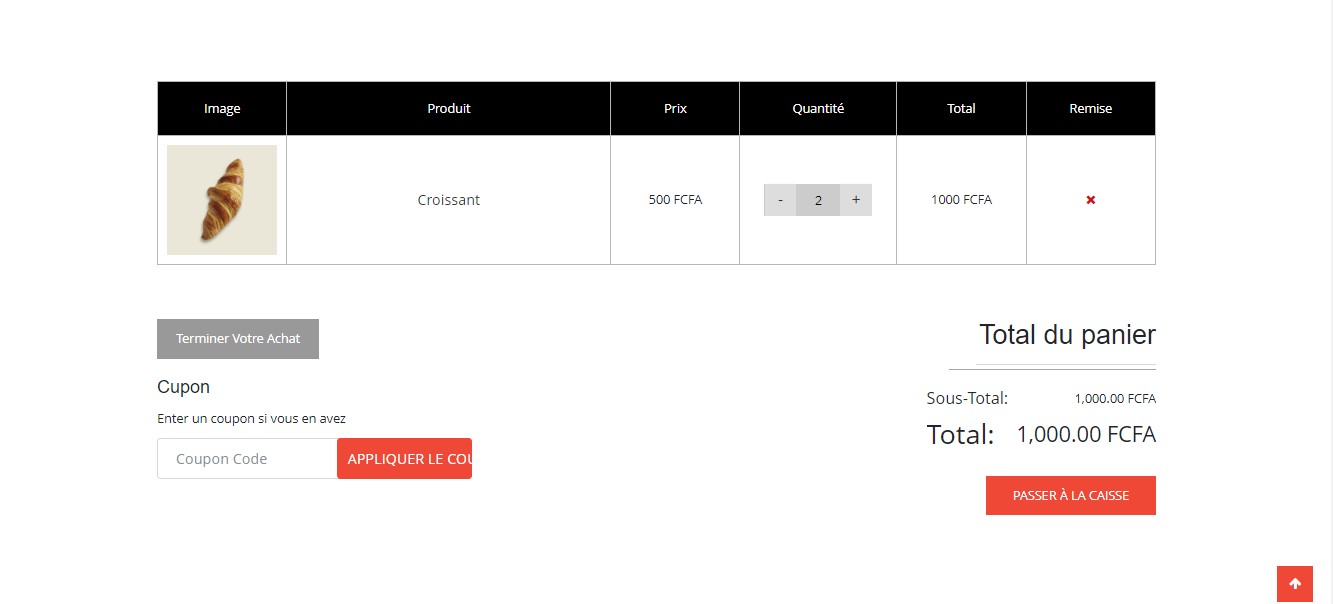 Image Produit Prix Quantité Total Remise
Croissant 500 FCFA - 2 + 1000 FCFA
Terminer Votre Achat
Total du panier
Cupon
Sous-Total: 1,000.00 FCFA
Enter un coupon si vous en avez
Total: 1,000.00 FCFA
Coupon Code APPLIQUER LE COU
PASSER À LA CAISSE